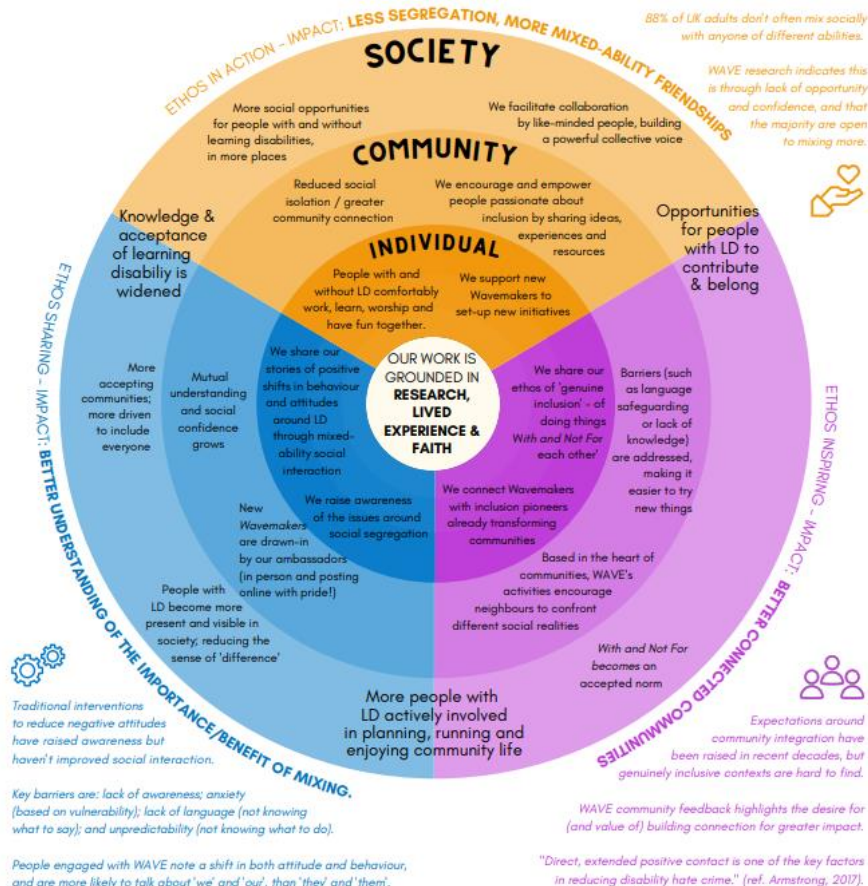 ETHOS IN ACTION - IMPACT: LESS SEGREGATION, MORE MIXED-ABILITY FRIENDSHIPS
88% of UK adults don't often mix socially
with anyone of different abilities.
WAVE research indicates this
is through lack of opportunity
and confidence, and that
the majority are open
to mixing more.
SOCIETY
More social opportunities
for people with and without
learning disabilities,
in more places
We facilitate collaboration
by like-minded people, building
a powerful collective voice
COMMUNITY
Reduced social
isolation / greater
community connection
We encourage and empower
people passionate about
inclusion by sharing ideas,
experiences and
resources
Knowledge &
acceptance
of learning
disabiliy is
widened
Opportunities
for people
with LD to
contribute
& belong
INDIVIDUAL
People with and
without LD comfortably
work, learn, worship and
have fun together.
We support new
Wavemakers to
set-up new initiatives
OUR WORK IS
GROUNDED IN
RESEARCH,
LIVED
EXPERIENCE &
FAITH
ETHOS SHARING - IMPACT: BETTER UNDERSTANDING OF THE IMPORTANCE/BENEFIT OF MIXING.
More
accepting
communities;
more driven
to include
everyone
Mutual
understanding
and social
confidence
grows
We share our
stories of positive
shifts in behaviour
and attitudes
around LD
through mixed-
ability social
interaction
We raise awareness
of the issues around
social segregation
New
Wavemakers
are drawn-in
by our ambassadors
(in person and posting
online with pride!)
People with
LD become more
present and visible in
society; reducing the
sense of 'difference'
We share our
ethos of 'genuine
inclusion' - of
doing things
With and Not For
each other'
Barriers (such
as language
safeguarding
or lack of
knowledge)
are addressed,
making it
easier to try
new things
We connect Wavemakers
with inclusion pioneers
already transforming
communities
Based in the heart of
communities, WAVE's
activities encourage
neighbours to confront
different social realities
With and Not For
becomes an
accepted norm
ETHOS INSPIRING - IMPACT: BETTER CONNECTED COMMUNITIES
More people with
LD actively involved
in planning, running and
enjoying community life
Traditional interventions
to reduce negative attitudes
have raised awareness but
haven't improved social interaction.
Key barriers are: lack of awareness; anxiety
(based on vulnerability); lack of language (not knowing
what to say); and unpredictability (not knowing what to do).
People engaged with WAVE note a shift in both attitude and behaviour,
and are more likely to talk about 'we' and 'our', than 'they' and 'them'.
Expectations around
community integration have
been raised in recent decades, but
genuinely inclusive contexts are hard to find.
WAVE community feedback highlights the desire for
(and value of) building connection for greater impact.
"Direct, extended positive contact is one of the key factors
in reducing disability hate crime." (ref. Armstrong, 2017).